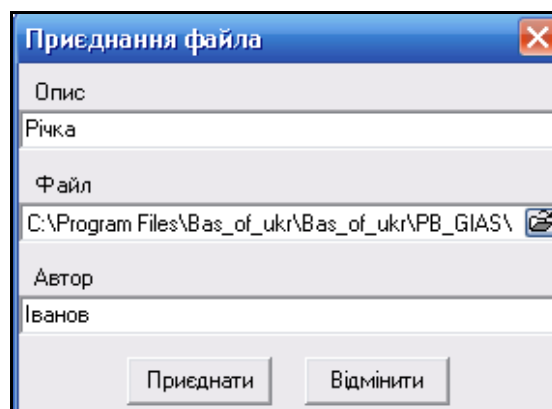 Приєднання файла
Опис
Річка
Файл
C:\Program Files\Bas_of_ukr\Bas_of_ukr\PB_GIAS\
Автор
Іванов
Приєднати Відмінити